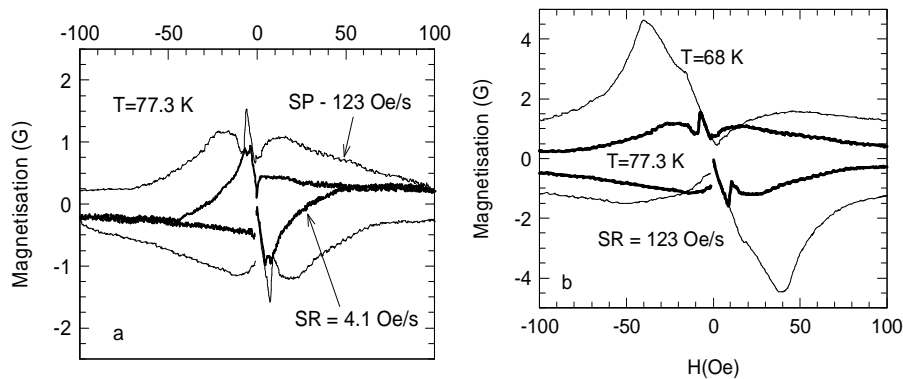 -100 -50 0 50 100
2
1
0
-1
-2
Magnetisation (G)
T=77.3 K
SP - 123 Oe/s
SR = 4.1 Oe/s
a
4
2
0
-2
-4
Magnetisation (G)
T=68 K
T=77.3 K
SR = 123 Oe/s
b
-100 -50 0 50 100
H(Oe)